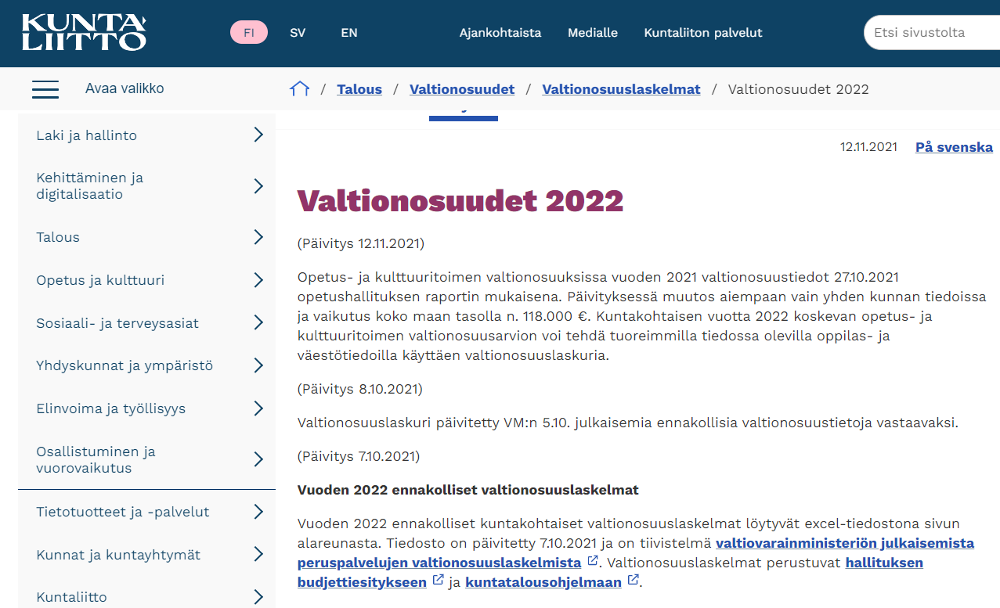 KUNTA
LIITTO
FI
SV
EN
Ajankohtaista
Medialle
Kuntaliiton palvelut
Etsi sivustolta
Avaa valikko
/ Talous / Valtionosuudet / Valtionosuuslaskelmat / Valtionosuudet 2022
Laki ja hallinto
Kehittäminen ja
digitalisaatio
Talous
Opetus ja kulttuuri
Sosiaali- ja terveysasiat
Yhdyskunnat ja ympäristö
Elinvoima ja työllisyys
Osallistuminen ja
vuorovaikutus
Tietotuotteet ja -palvelut
Kunnat ja kuntayhtymät
Kuntaliitto
12.11.2021 På svenska
Valtionosuudet 2022
(Päivitys 12.11.2021)
Opetus- ja kulttuuritoimen valtionosuuksissa vuoden 2021 valtionosuustiedot 27.10.2021
opetushallituksen raportin mukaisena. Päivityksessä muutos aiempaan vain yhden kunnan tiedoissa
ja vaikutus koko maan tasolla n. 118.000 €. Kuntakohtaisen vuotta 2022 koskevan opetus- ja
kulttuuritoimen valtionosuusarvion voi tehdä tuoreimmilla tiedossa olevilla oppilas- ja
väestötiedoilla käyttäen valtionosuuslaskuria.
(Päivitys 8.10.2021)
Valtionosuuslaskuri päivitetty VM:n 5.10. julkaisemia ennakollisia valtionosuustietoja vastaavaksi.
(Päivitys 7.10.2021)
Vuoden 2022 ennakolliset valtionosuuslaskelmat
Vuoden 2022 ennakolliset kuntakohtaiset valtionosuuslaskelmat löytyvät excel-tiedostona sivun
alareunasta. Tiedosto on päivitetty 7.10.2021 ja on tiivistelmä valtiovarainministeriön julkaisemista
peruspalvelujen valtionosuuslaskelmista. Valtionosuuslaskelmat perustuvat hallituksen
budjettiesitykseen ja kuntatalousohjelmaan.